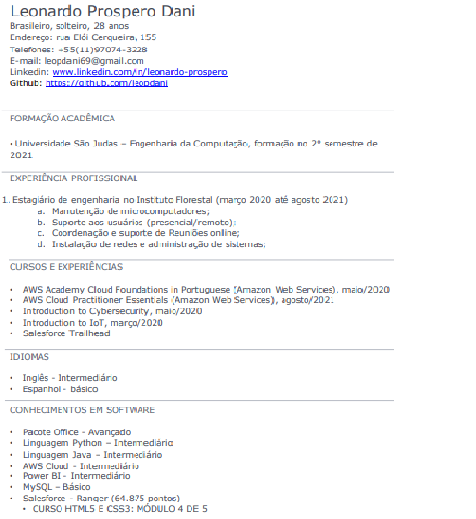 Leonardo Prospero Dani
Brasileiro, solteiro, 28 anos
Endereço: rua Elói Cerqueira, 155
Telefones: +55(11)97074-3228
E-mail: leopdani69@gmail.com
Linkedin: www.linkedin.com/in/leonardo-prospero
Github: https://github.com/leopdani
FORMAÇÃO ACADÊMICA
• Universidade São Judas – Engenharia da Computação, formação no 2° semestre de
2021
EXPERIÊNCIA PROFISSIONAL
1. Estagiário de engenharia no Instituto Florestal (março 2020 até agosto 2021)
a. Manutenção de microcomputadores;
b. Suporte aos usuários (presencial/remoto);
c. Coordenação e suporte de Reuniões online;
d. Instalação de redes e administração de sistemas;
CURSOS E EXPERIÊNCIAS
• AWS Academy Cloud Foundations in Portuguese (Amazon Web Services), maio/2020
• AWS Cloud Practitioner Essentials (Amazon Web Services), agosto/2021
• Introduction to Cybersecurity, maio/2020
• Introduction to IoT, março/2020
• Salesforce Trailhead
IDIOMAS
• Inglês - Intermediário
• Espanhol - básico
CONHECIMENTOS EM SOFTWARE
• Pacote Office - Avançado
• Linguagem Python – Intermediário
• Linguagem Java – Intermediário
• AWS Cloud - Intermediário
• Power BI - Intermediário
• MySQL – Básico
• Salesforce - Ranger (64.875 pontos)
• CURSO HTML5 E CSS3: MÓDULO 4 DE 5